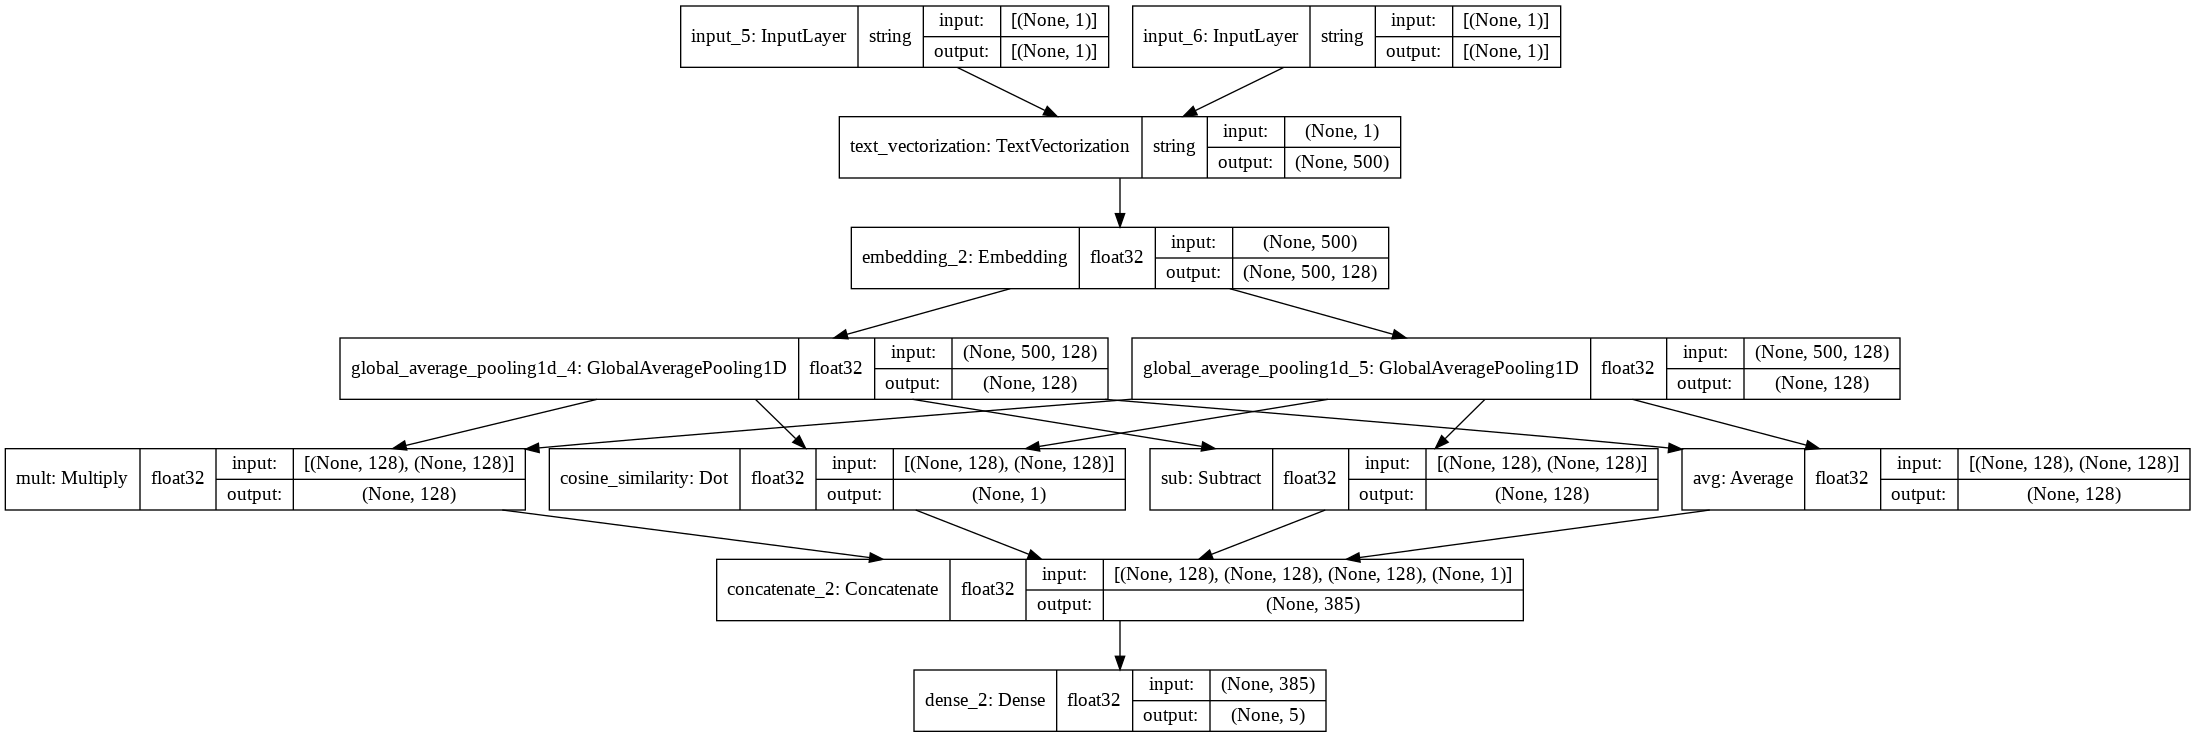 input_5: InputLayer string input: [(None, 1)]
output: [(None, 1)]
input_6: InputLayer string input: [(None, 1)]
output: [(None, 1)]
text_vectorization: TextVectorization string input: (None, 1)
output: (None, 500)
embedding_2: Embedding float32 input: (None, 500)
output: (None, 500, 128)
global_average_pooling1d_4: GlobalAveragePooling1D float32 input: (None, 500, 128)
output: (None, 128)
global_average_pooling1d_5: GlobalAveragePooling1D float32 input: (None, 500, 128)
output: (None, 128)
mult: Multiply float32 input: [(None, 128), (None, 128)]
output: (None, 128)
cosine_similarity: Dot float32 input: [(None, 128), (None, 128)]
output: (None, 1)
sub: Subtract float32 input: [(None, 128), (None, 128)]
output: (None, 128)
avg: Average float32 input: [(None, 128), (None, 128)]
output: (None, 128)
concatenate_2: Concatenate float32 input: [(None, 128), (None, 128), (None, 128), (None, 1)]
output: (None, 385)
dense_2: Dense float32 input: (None, 385)
output: (None, 5)